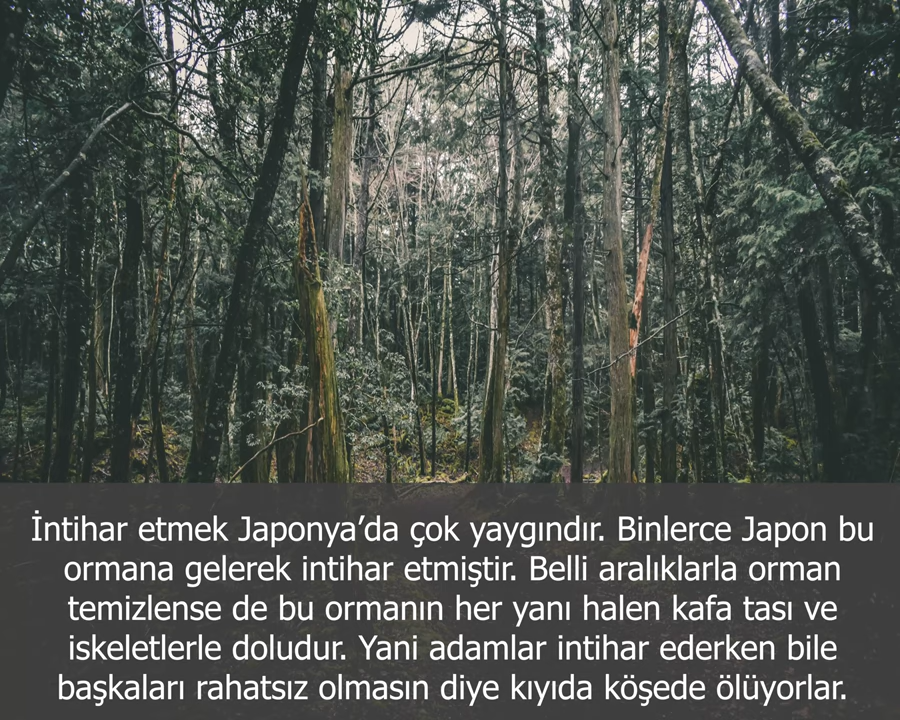 İntihar etmek Japonya’da çok yaygındır. Binlerce Japon bu
ormana gelerek intihar etmiştir. Belli aralıklarla orman
temizlense de bu ormanın her yanı halen kafa tası ve
iskeletlerle doludur. Yani adamlar intihar ederken bile
başkaları rahatsız olmasın diye kıyıda köşede ölüyorlar.